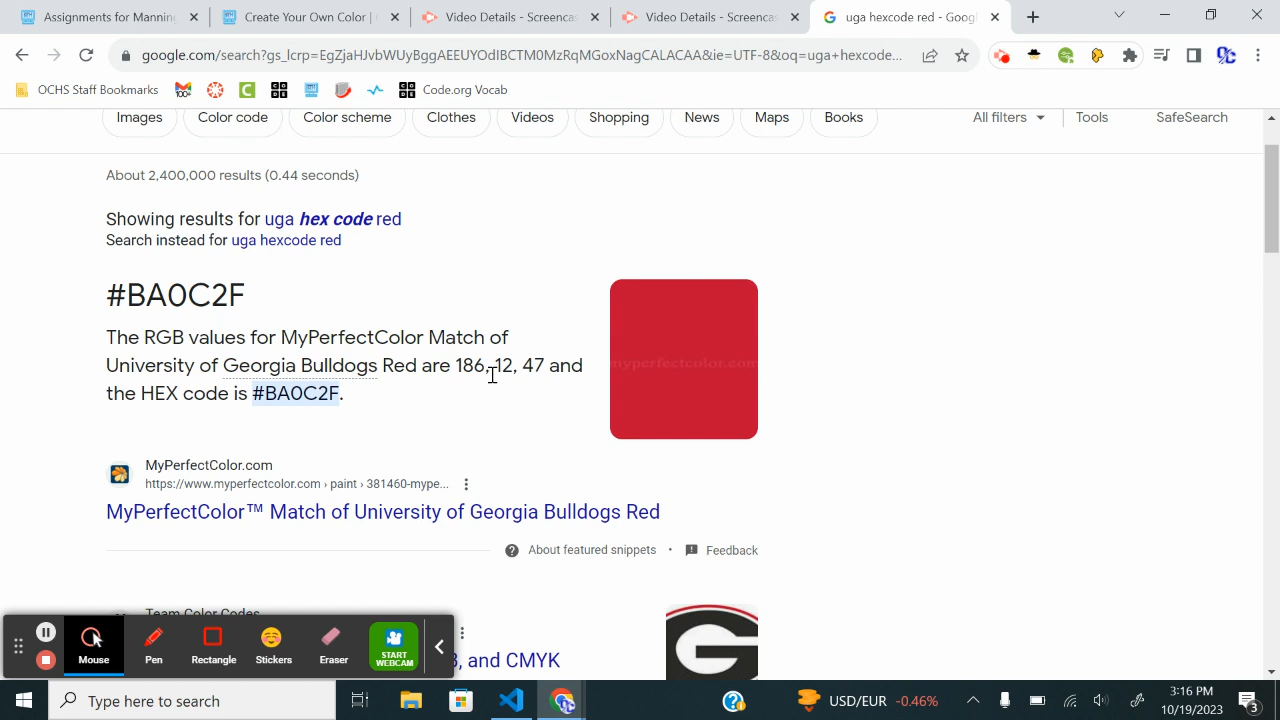 Assignments for Manning
Create Your Own Color |
Video Details - Screencas
Video Details - Screencas
uga hexcode red - Goog
google.com/search?gs_lcrp=EgZjaHJvbWUyBggAEEUYOdIBCTM0MzRqMGoxNagCALACAA&ie=UTF-8&oq=uga+hexcode...
OCHS Staff Bookmarks
Code.org Vocab
Images
Color code
Color scheme
Clothes
Videos
Shopping
News
Maps
Books
All filters
Tools
SafeSearch
About 2,400,000 results (0.44 seconds)
Showing results for uga hex code red
Search instead for uga hexcode red
#BA0C2F
The RGB values for MyPerfectColor Match of
University of Georgia Bulldogs Red are 186, 12, 47 and
the HEX code is #BA0C2F.
myperfectcolor.com
MyPerfectColor.com
https://www.myperfectcolor.com › paint › 381460-mype...
MyPerfectColor™ Match of University of Georgia Bulldogs Red
About featured snippets • Feedback
Team Color Codes
B, and CMYK
Mouse
Pen
Rectangle
Stickers
Eraser
START
WEBCAM
Type here to search
USD/EUR -0.46%
3:16 PM
10/19/2023
3